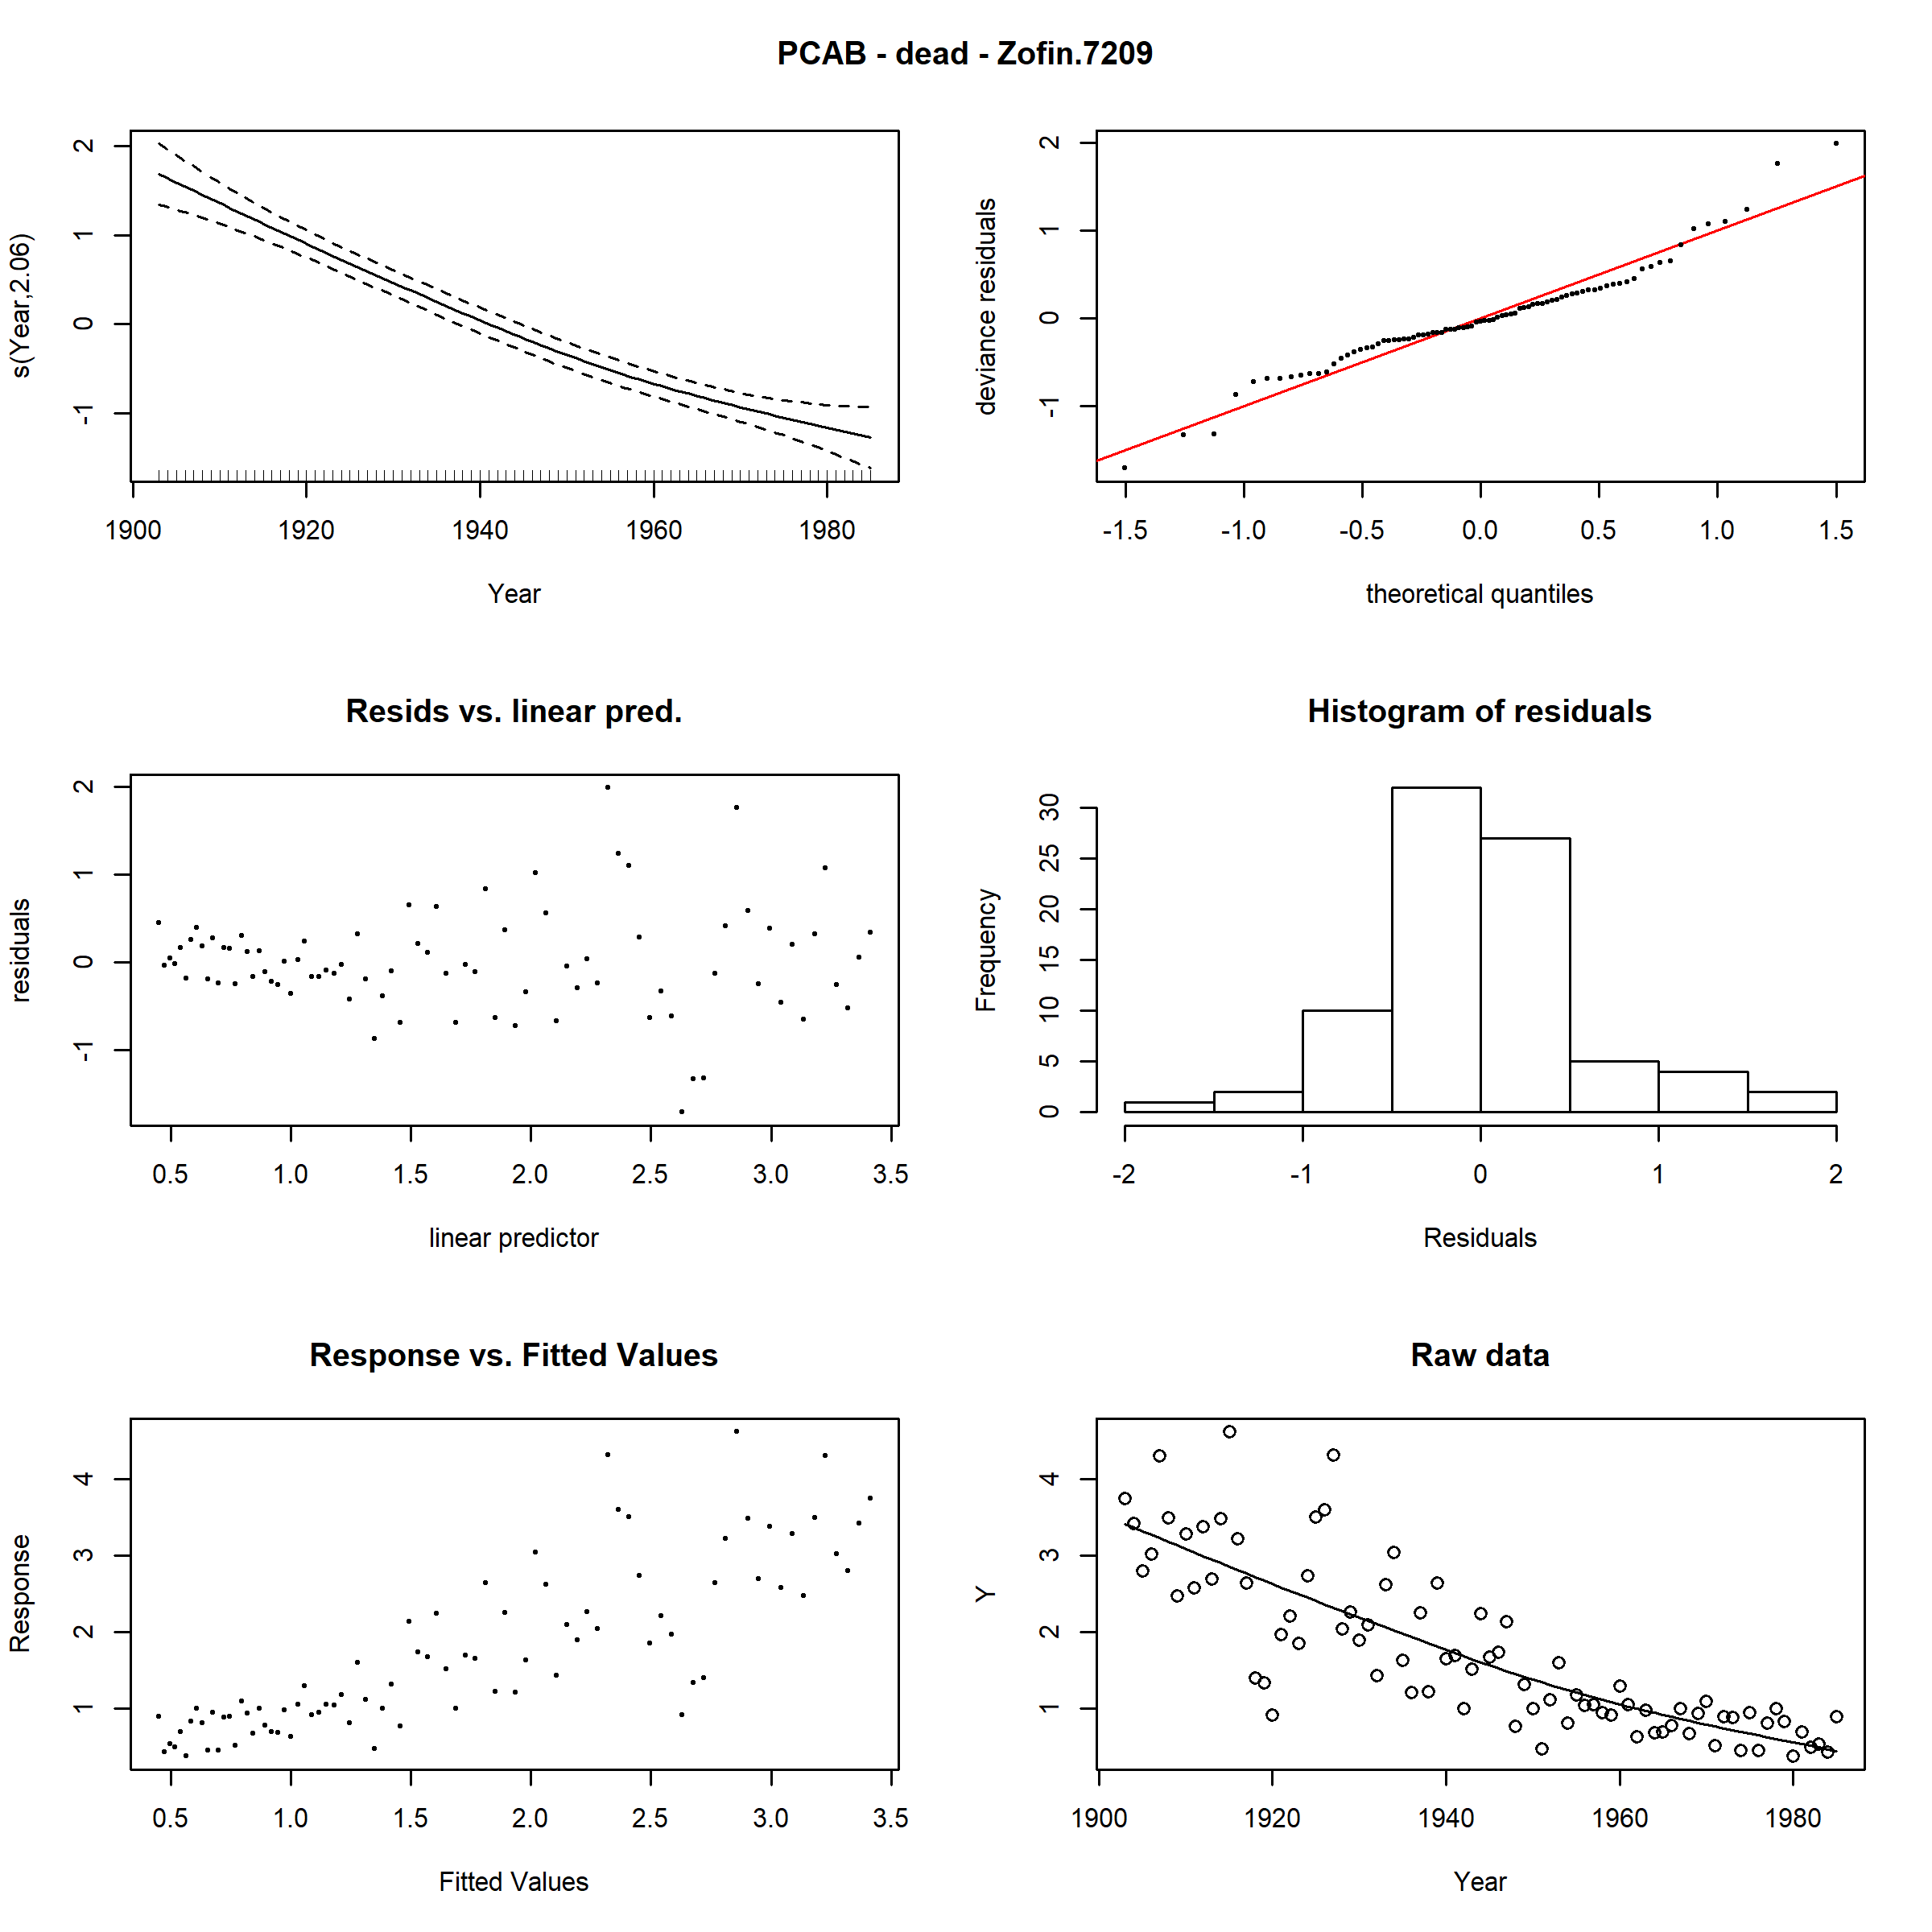 PCAB - dead - Zofin.7209
s(Year,2.06)
2
1
0
-1
1900 1920 1940 1960 1980
Year
deviance residuals
2
1
0
-1
-1.5 -1.0 -0.5 0.0 0.5 1.0 1.5
theoretical quantiles
Resids vs. linear pred.
residuals
2
1
0
-1
0.5 1.0 1.5 2.0 2.5 3.0 3.5
linear predictor
Histogram of residuals
Frequency
30
25
20
15
10
5
0
-2 -1 0 1 2
Residuals
Response vs. Fitted Values
Response
4
3
2
1
0.5 1.0 1.5 2.0 2.5 3.0 3.5
Fitted Values
Raw data
Y
4
3
2
1
1900 1920 1940 1960 1980
Year